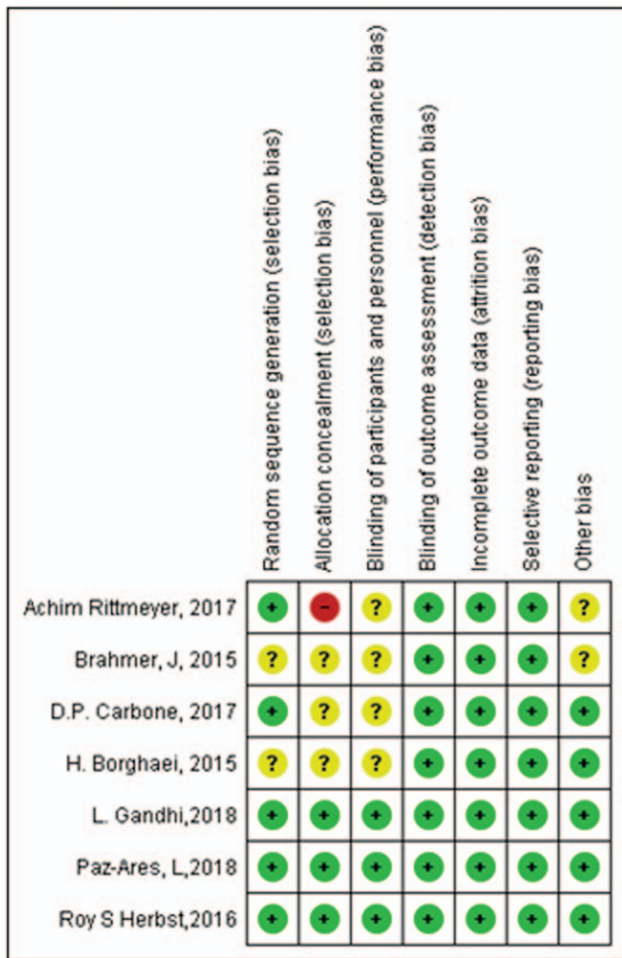 Random sequence generation (selection bias)
Allocation concealment (selection bias)
Blinding of participants and personnel (performance bias)
Blinding of outcome assessment (detection bias)
Incomplete outcome data (attrition bias)
Selective reporting (reporting bias)
Other bias
Achim Rittmeyer, 2017 + - ? + + + ?
Brahmer, J, 2015 ? ? ? + + + ?
D.P. Carbone, 2017 + ? ? + + + +
H. Borghaei, 2015 ? ? ? + + + +
L. Gandhi,2018 + + + + + + +
Paz-Ares, L,2018 + + + + + + +
Roy S Herbst,2016 + + + + + + +